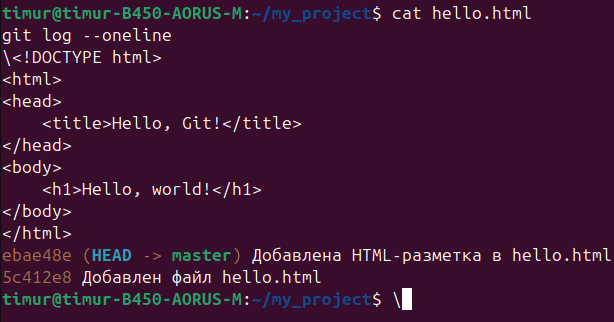 timur@timur-B450-AORUS-M:~/my_project$ cat hello.html
git log --oneline
\<!DOCTYPE html>
<html>
<head>
    <title>Hello, Git!</title>
</head>
<body>
    <h1>Hello, world!</h1>
</body>
</html>
ebae48e (HEAD -> master) Добавлена HTML-разметка в hello.html
5c412e8 Добавлен файл hello.html
timur@timur-B450-AORUS-M:~/my_project$ \